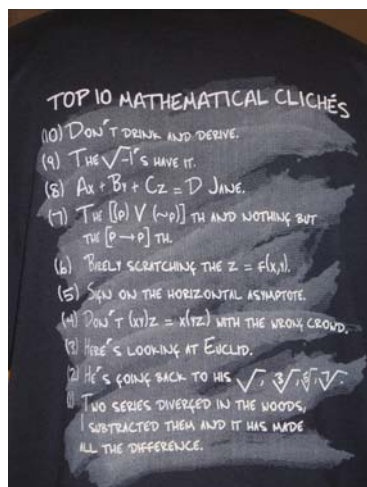 TOP 10 MATHEMATICAL CLICHÉS
(10) DON'T DRINK AND DERIVE.
(9) THE √-1'S HAVE IT.
(8) Ax + By + Cz = D JANE.
(7) THE [(P) V (~P)] TH AND NOTHING BUT
THE [P → P] TH.
(6) BARELY SCRATCHING THE Z = F(X,Y).
(5) SIGN ON THE HORIZONTAL ASYMPTOTE.
(4) DON'T (XY)Z = X(YZ) WITH THE WRONG CROWD.
(3) HERE'S LOOKING AT EUCLID.
(2) HE'S GOING BACK TO HIS √, ∛,
(1) TWO SERIES DIVERGED IN THE WOODS,
I SUBTRACTED THEM AND IT HAS MADE
ALL THE DIFFERENCE.